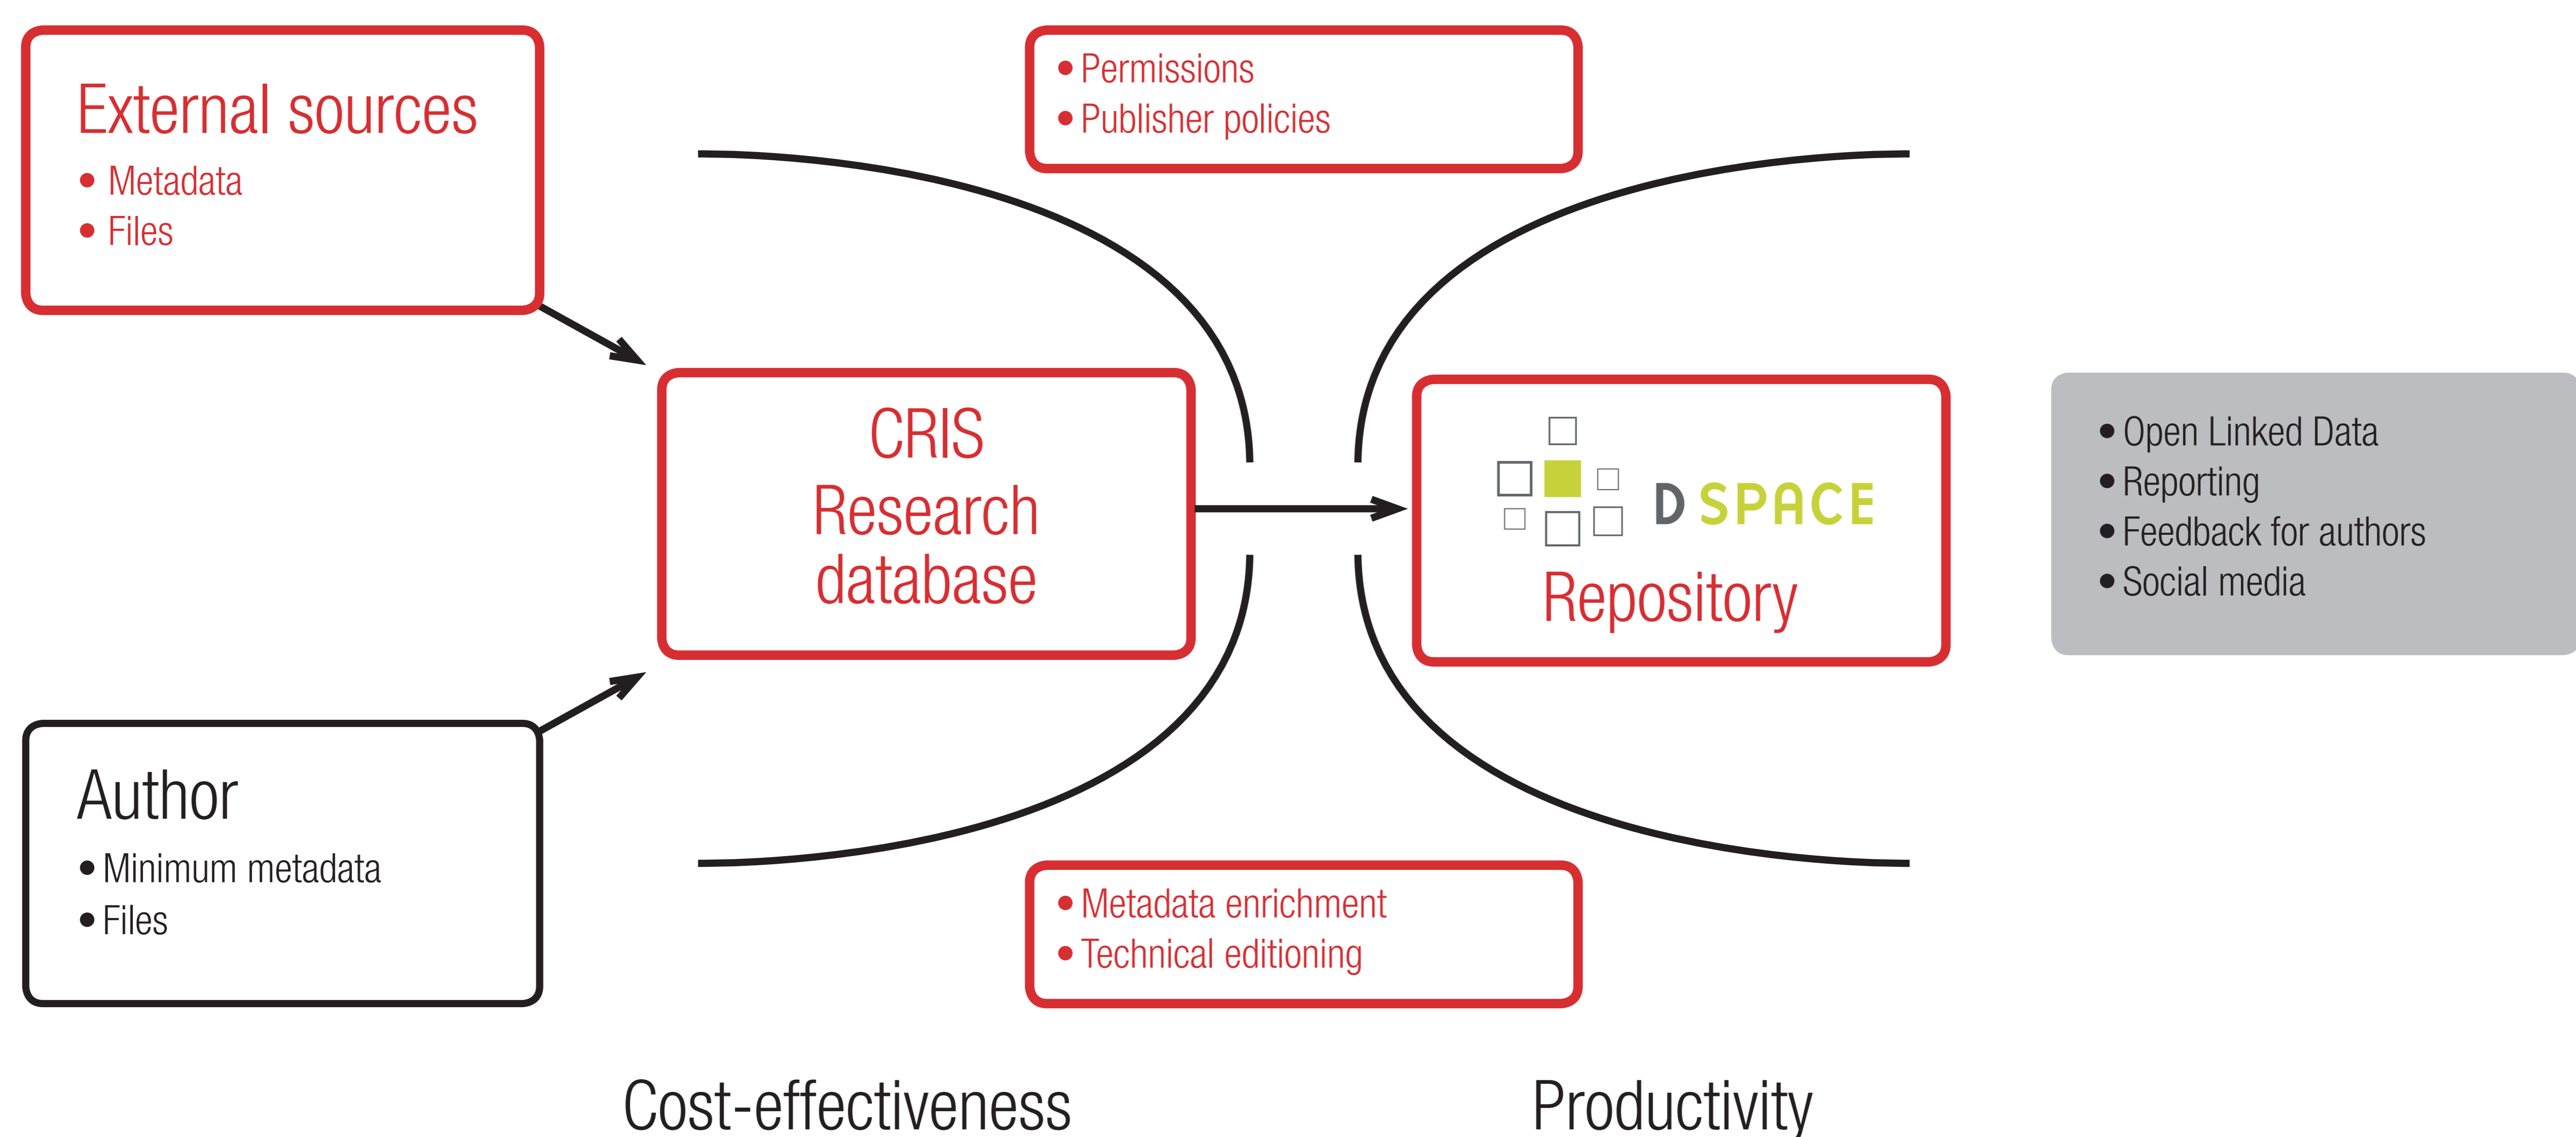 External sources
• Metadata
• Files
• Permissions
• Publisher policies
CRIS
Research
database
D SPACE
Repository
• Open Linked Data
• Reporting
• Feedback for authors
• Social media
Author
• Minimum metadata
• Files
• Metadata enrichment
• Technical editioning
Cost-effectiveness
Productivity